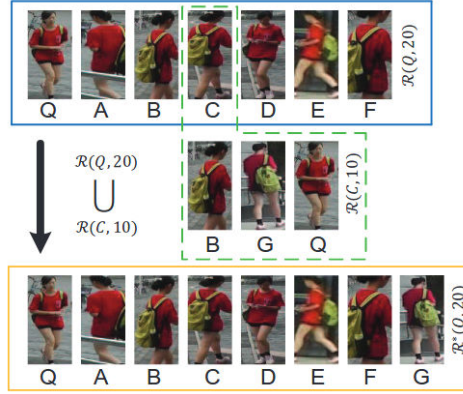 Q A B C D E F
R(Q,20)
R(Q,20)
∪
R(C,10)
R(C,10)
B G Q
Q A B C D E F G
R*(Q,20)